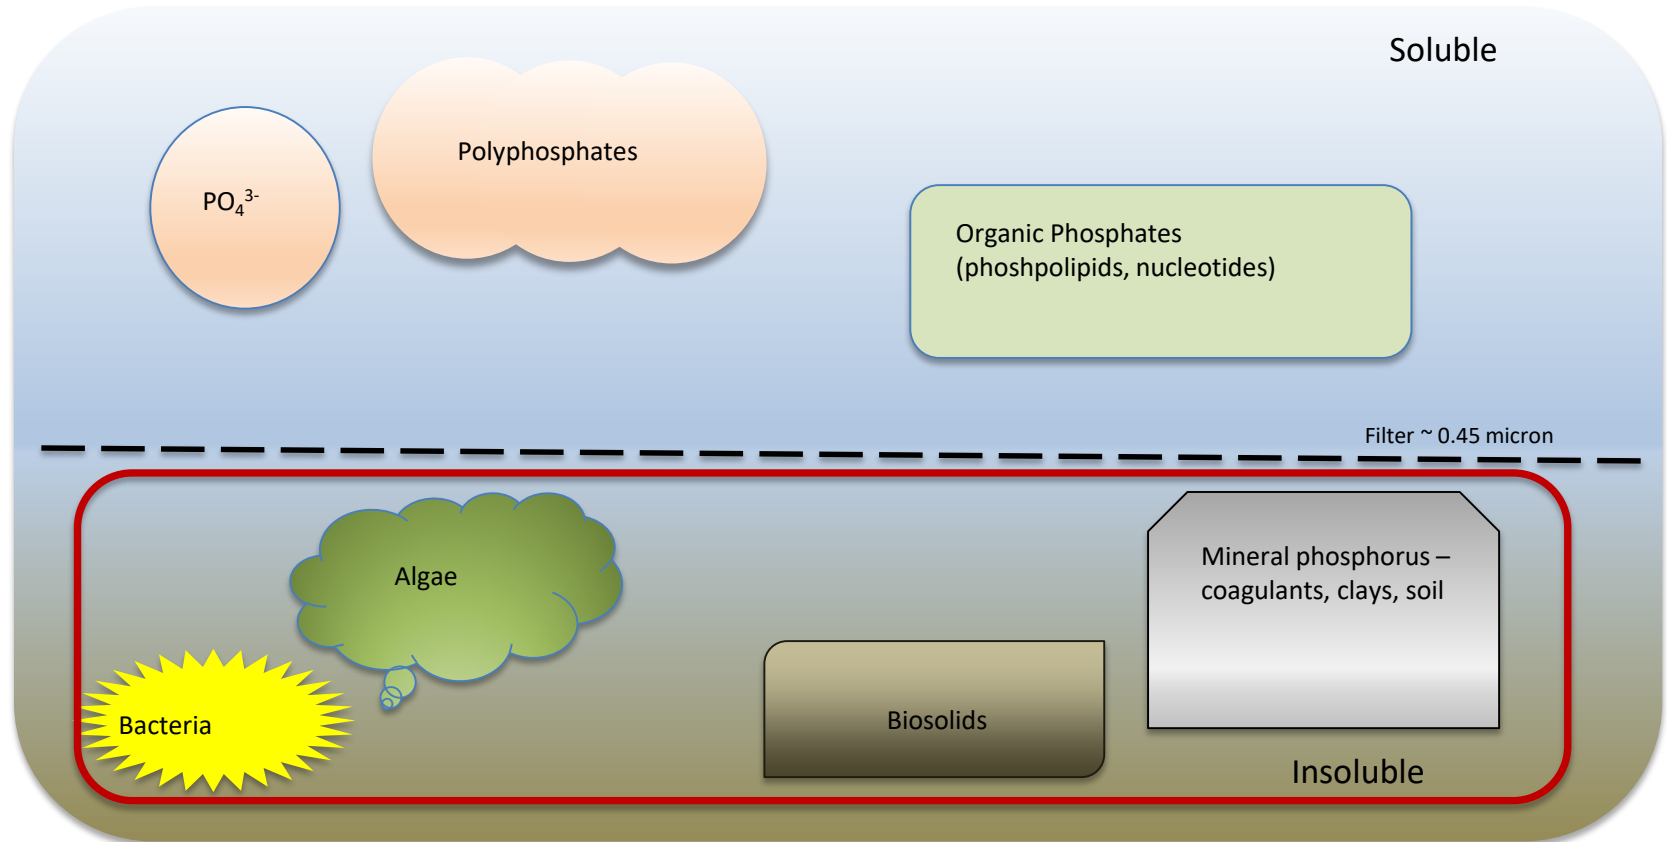 Soluble
Polyphosphates
PO₄³⁻
Organic Phosphates
(phoshpolipids, nucleotides)
Filter ~ 0.45 micron
Algae
Mineral phosphorus –
coagulants, clays, soil
Bacteria
Biosolids
Insoluble